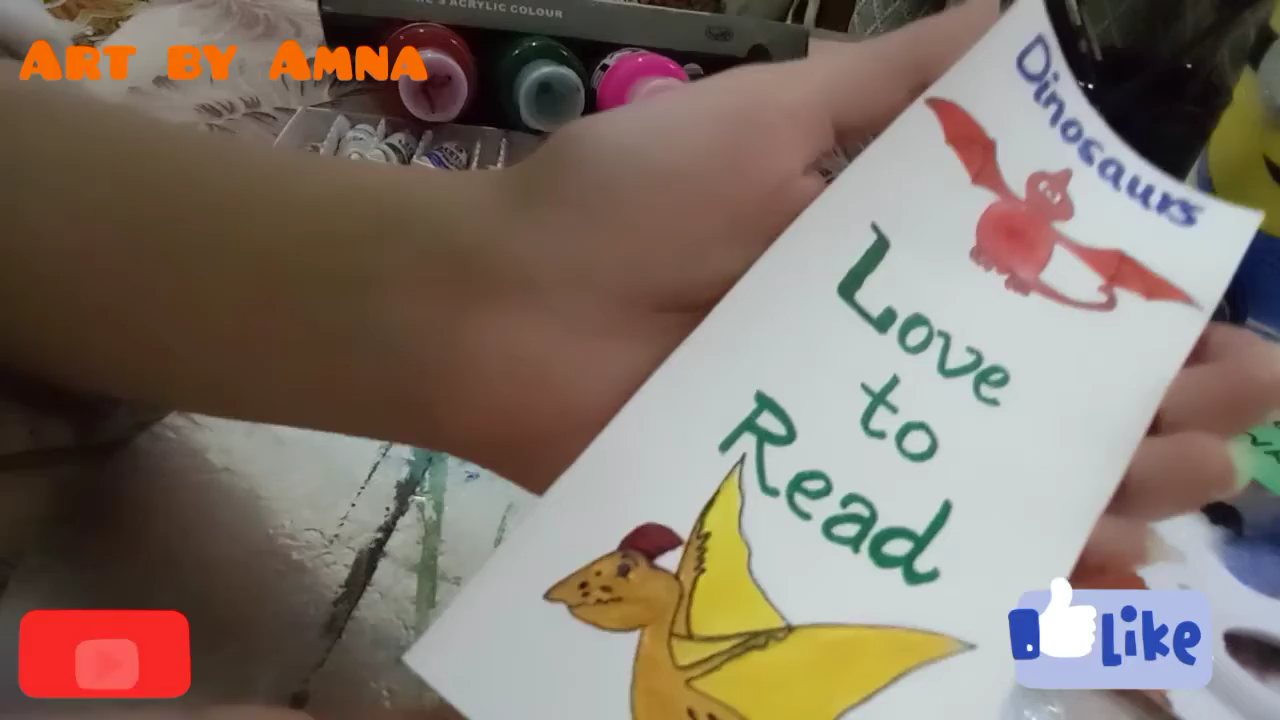 ACRYLIC COLOUR
ART BY AMNA
Dinosaurs
Love
to
Read
Like